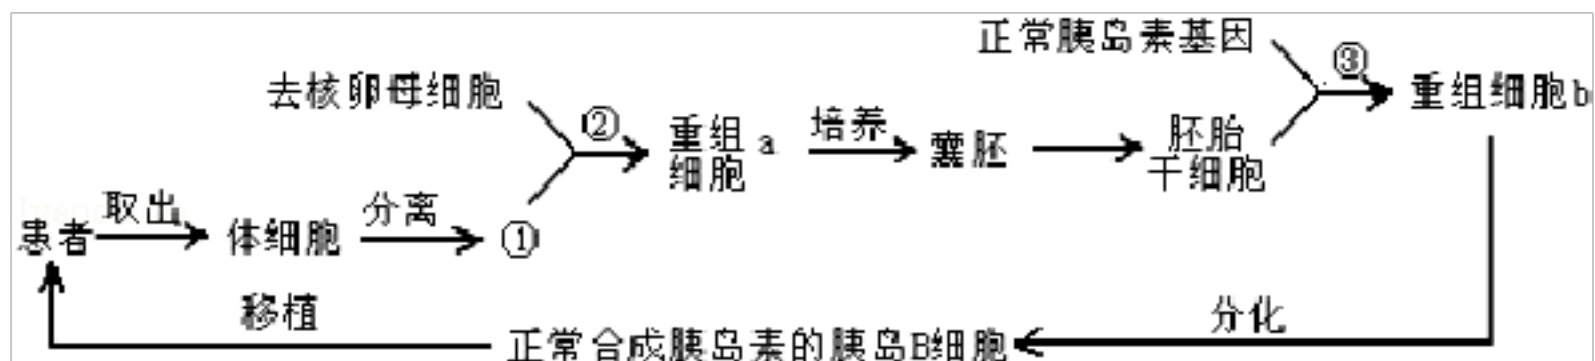 正常胰岛素基因
③
重组细胞b
去核卵母细胞
②
重组
细胞 a
培养
囊胚
胚胎
干细胞
患者
取出
体细胞
分离
①
移植
正常合成胰岛素的胰岛B细胞
分化